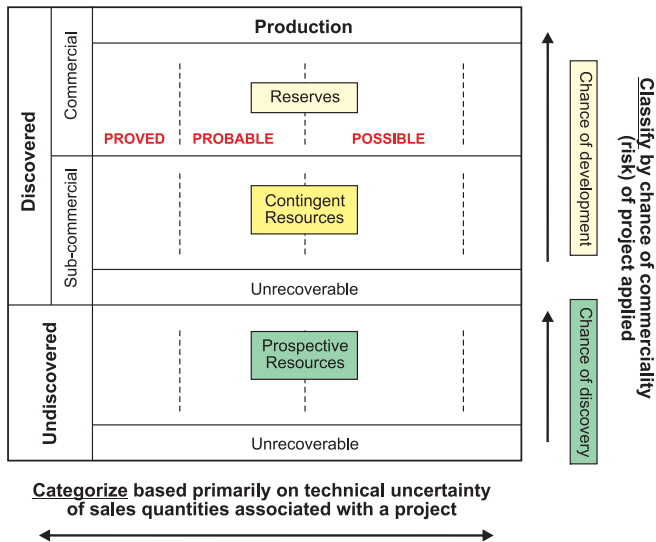 Production
Discovered
Commercial
Reserves
PROVED PROBABLE POSSIBLE
Sub-commercial
Contingent
Resources
Unrecoverable
Undiscovered
Prospective
Resources
Unrecoverable
Chance of development
Chance of discovery
Classify by chance of commerciality
(risk) of project applied
Categorize based primarily on technical uncertainty
of sales quantities associated with a project